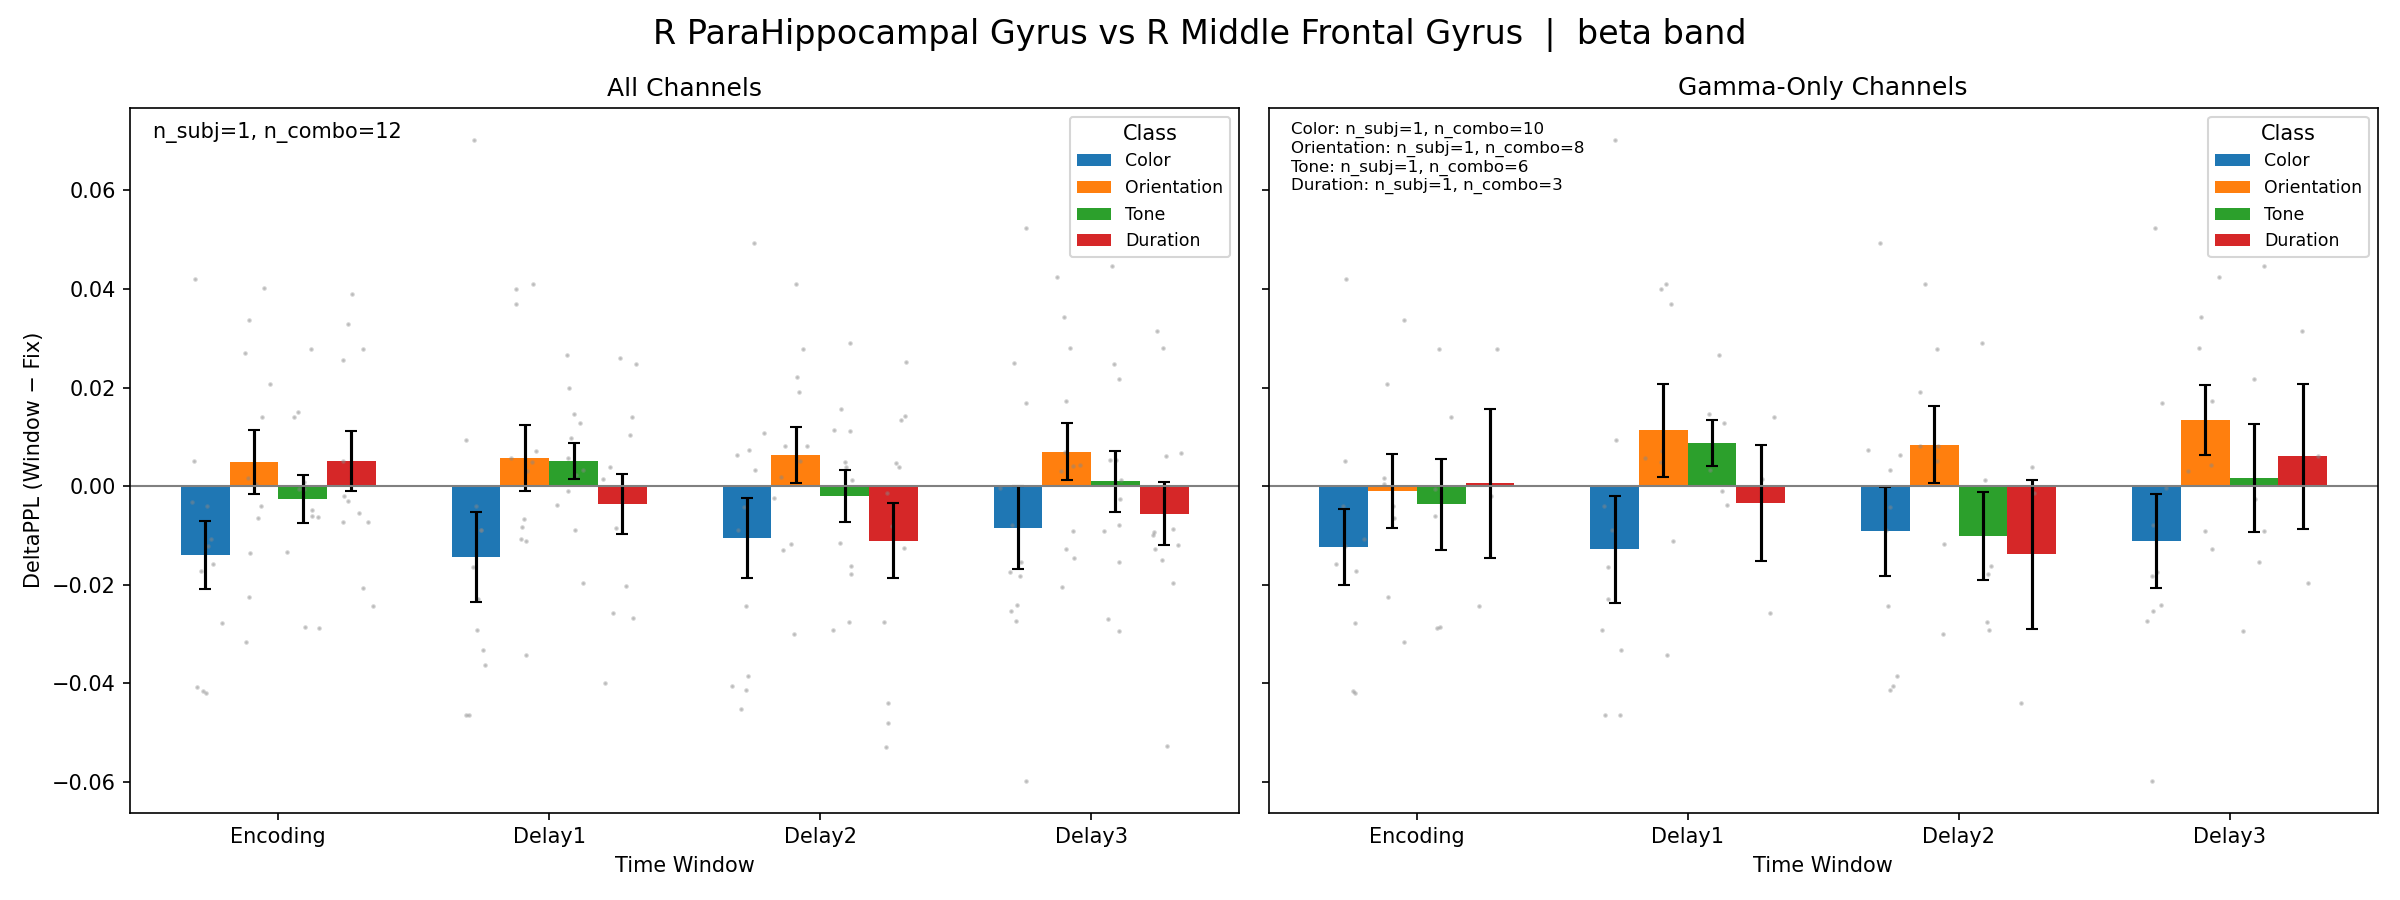 R ParaHippocampal Gyrus vs R Middle Frontal Gyrus  |  beta band
All Channels
n_subj=1, n_combo=12
Class
Color
Orientation
Tone
Duration
DeltaPPL (Window − Fix)
0.06
0.04
0.02
0.00
−0.02
−0.04
−0.06
Encoding
Delay1
Delay2
Delay3
Time Window
Gamma-Only Channels
Color: n_subj=1, n_combo=10
Orientation: n_subj=1, n_combo=8
Tone: n_subj=1, n_combo=6
Duration: n_subj=1, n_combo=3
Class
Color
Orientation
Tone
Duration
Encoding
Delay1
Delay2
Delay3
Time Window